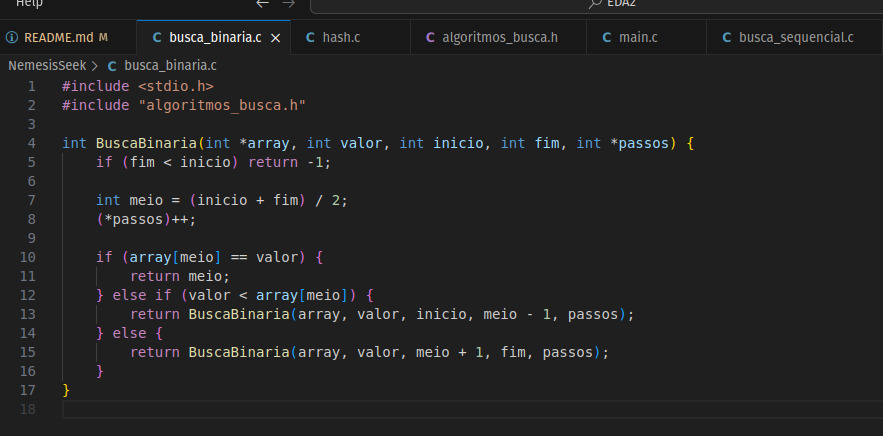 Help ← → EDA2
README.md M busca_binaria.c × hash.c algoritmos_busca.h main.c busca_sequencial.c
NemesisSeek > C busca_binaria.c
1 #include <stdio.h>
2 #include "algoritmos_busca.h"
3
4 int BuscaBinaria(int *array, int valor, int inicio, int fim, int *passos) {
5     if (fim < inicio) return -1;
6
7     int meio = (inicio + fim) / 2;
8     (*passos)++;
9
10     if (array[meio] == valor) {
11         return meio;
12     } else if (valor < array[meio]) {
13         return BuscaBinaria(array, valor, inicio, meio - 1, passos);
14     } else {
15         return BuscaBinaria(array, valor, meio + 1, fim, passos);
16     }
17 }
18